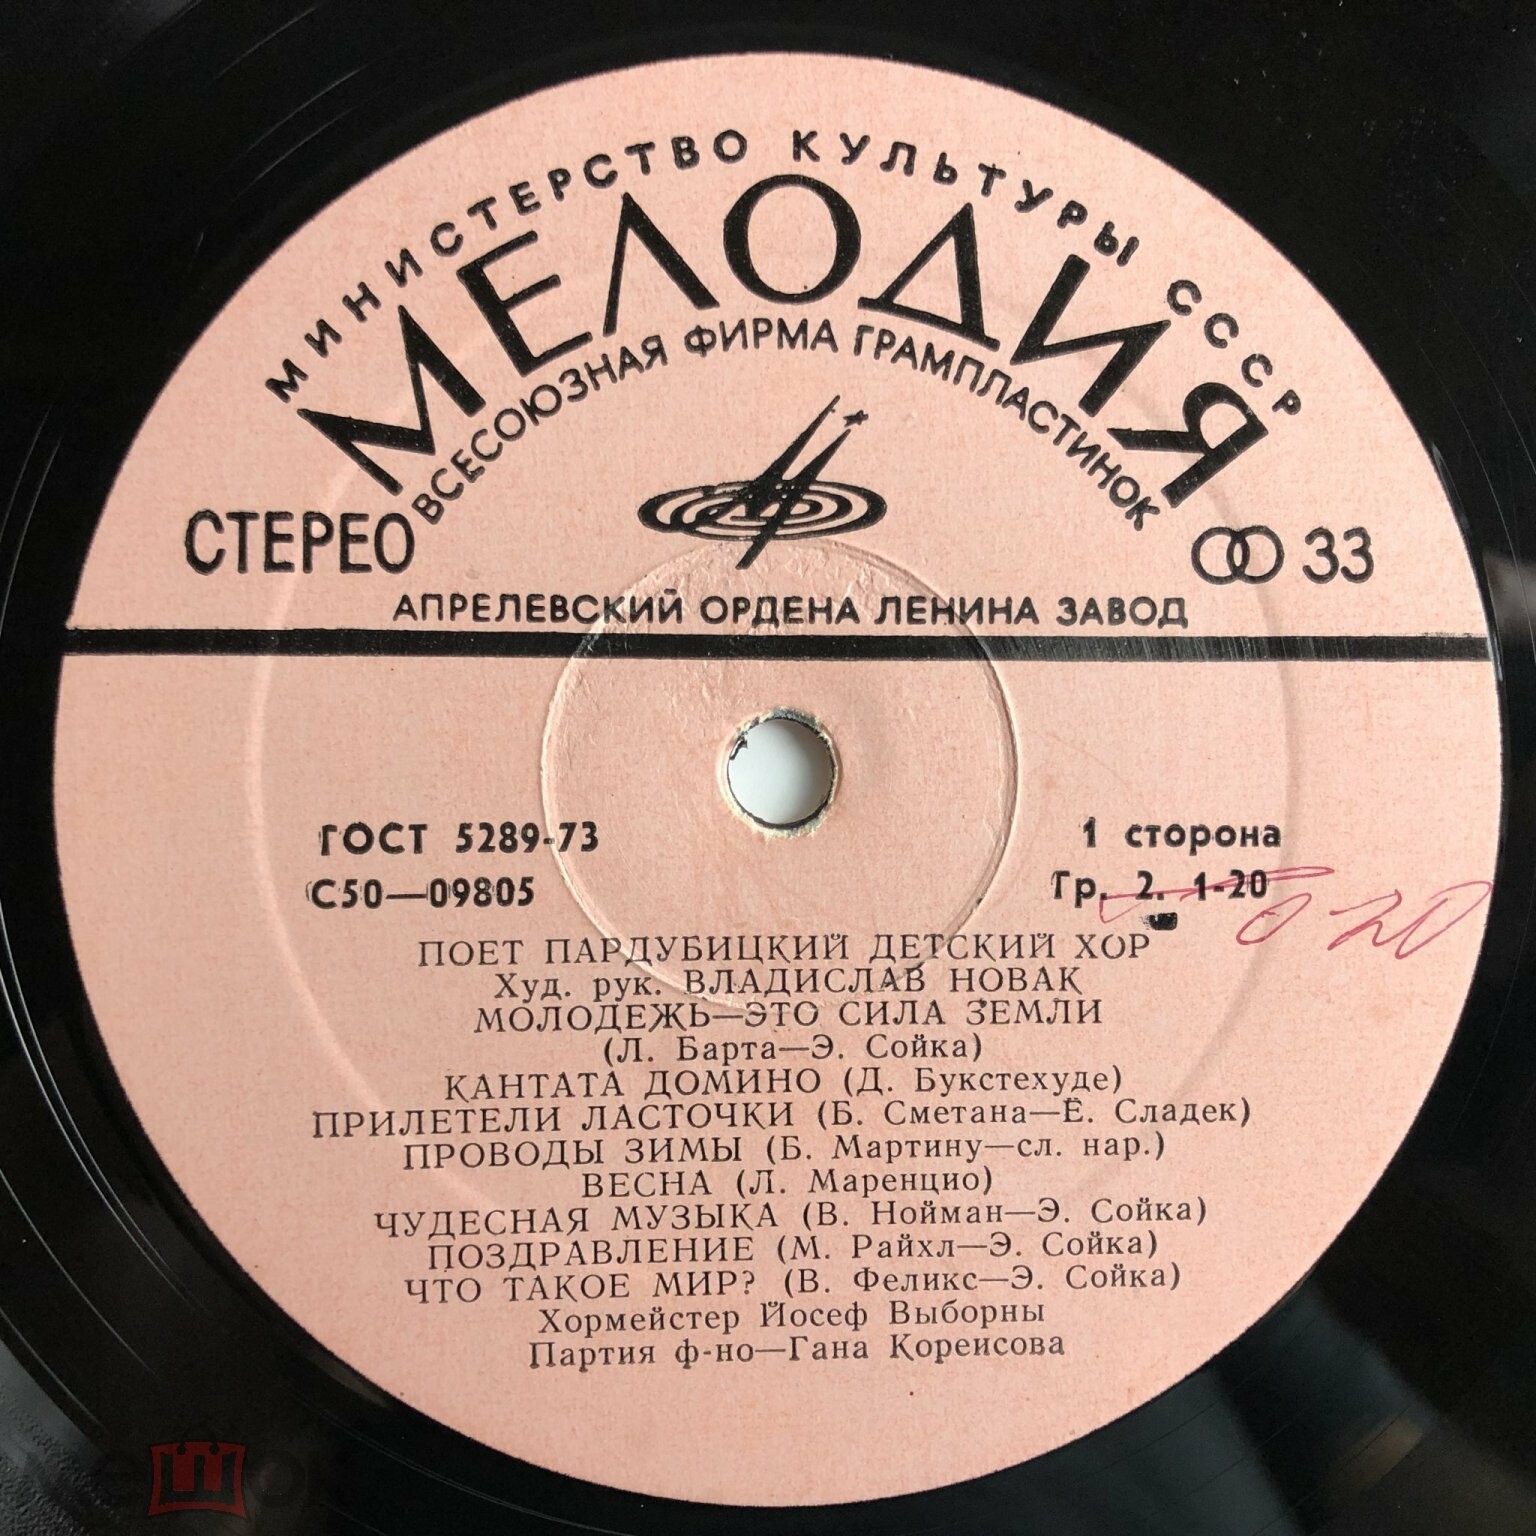 МИНИСТЕРСТВО КУЛЬТУРЫ СССР
МЕЛОДИЯ
ВСЕСОЮЗНАЯ ФИРМА ГРАМПЛАСТИНОК
СТЕРЕО
33
АПРЕЛЕВСКИЙ ОРДЕНА ЛЕНИНА ЗАВОД
ГОСТ 5289-73
1 сторона
С50—09805
Гр. 2. 1-20
ПОЕТ ПАРДУБИЦКИЙ ДЕТСКИЙ ХОР
Худ. рук. ВЛАДИСЛАВ НОВАК
МОЛОДЕЖЬ—ЭТО СИЛА ЗЕМЛИ
(Л. Барта—Э. Сойка)
КАНТАТА ДОМИНО (Д. Букстехуде)
ПРИЛЕТЕЛИ ЛАСТОЧКИ (Б. Сметана—Ё. Сладек)
ПРОВОДЫ ЗИМЫ (Б. Мартину—сл. нар.)
ВЕСНА (Л. Маренцио)
ЧУДЕСНАЯ МУЗЫКА (В. Нойман—Э. Сойка)
ПОЗДРАВЛЕНИЕ (М. Райхл—Э. Сойка)
ЧТО ТАКОЕ МИР? (В. Феликс—Э. Сойка)
Хормейстер Йосеф Выборны
Партия ф-но—Гана Кореисова